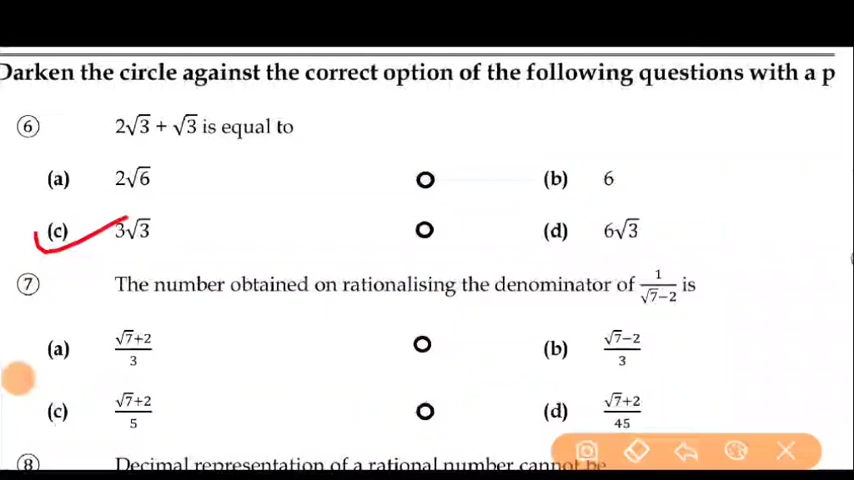 Darken the circle against the correct option of the following questions with a p
⑥ 2√3 + √3 is equal to
(a) 2√6 (b) 6
(c) 3√3 (d) 6√3
⑦ The number obtained on rationalising the denominator of 1/(√7−2) is
(a) (√7+2)/3 (b) (√7−2)/3
(c) (√7+2)/5 (d) (√7+2)/45
⑧ Decimal representation of a rational number cannot be